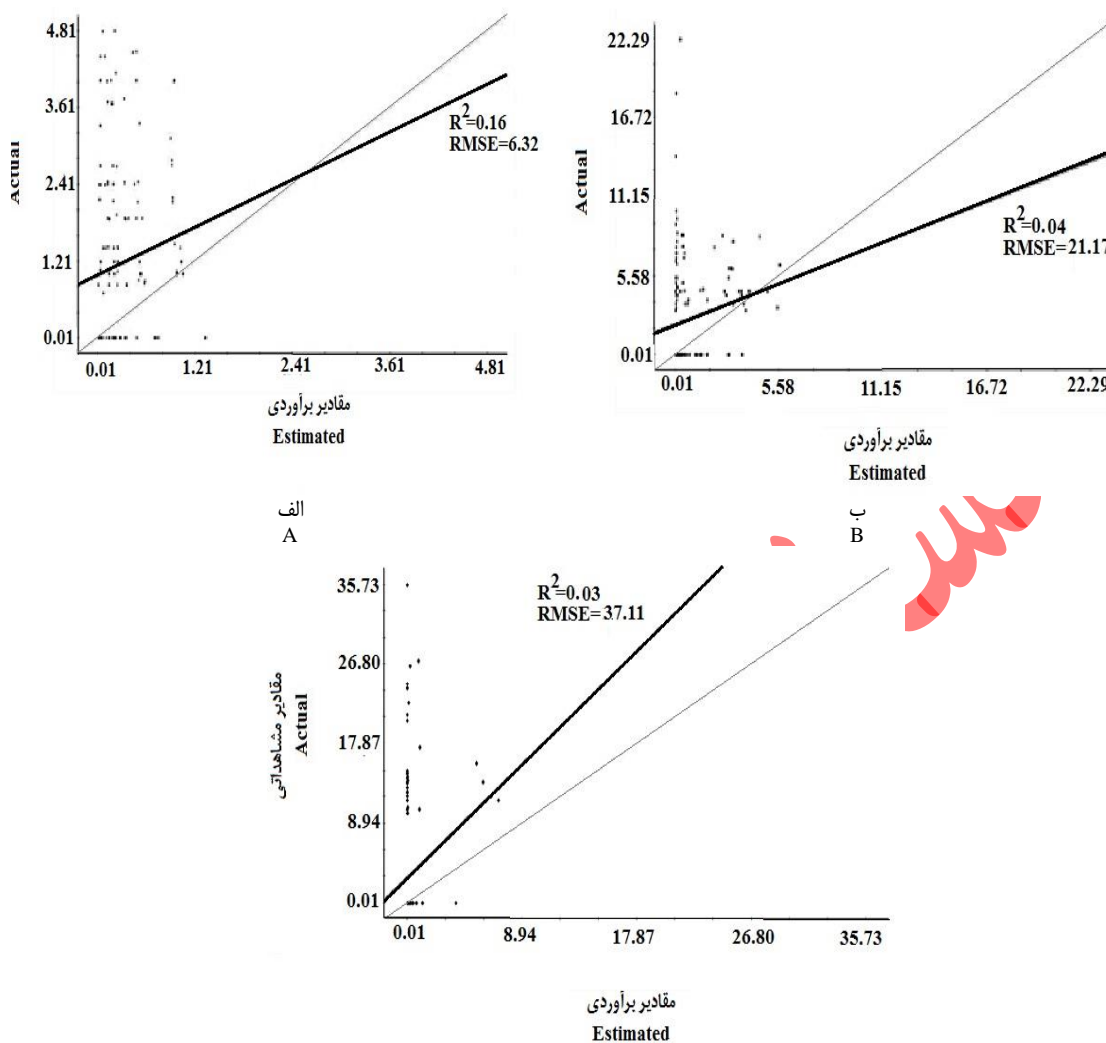 4.81
3.61
2.41
1.21
0.01
Actual
R²=0.16
RMSE=6.32
0.01 1.21 2.41 3.61 4.81
مقادیر برآوردی
Estimated
الف
A
22.29
16.72
11.15
5.58
0.01
Actual
R²=0.04
RMSE=21.17
0.01 5.58 11.15 16.72 22.29
مقادیر برآوردی
Estimated
ب
B
35.73
26.80
17.87
8.94
0.01
مقادیر مشاهداتی
Actual
R²=0.03
RMSE=37.11
0.01 8.94 17.87 26.80 35.73
مقادیر برآوردی
Estimated